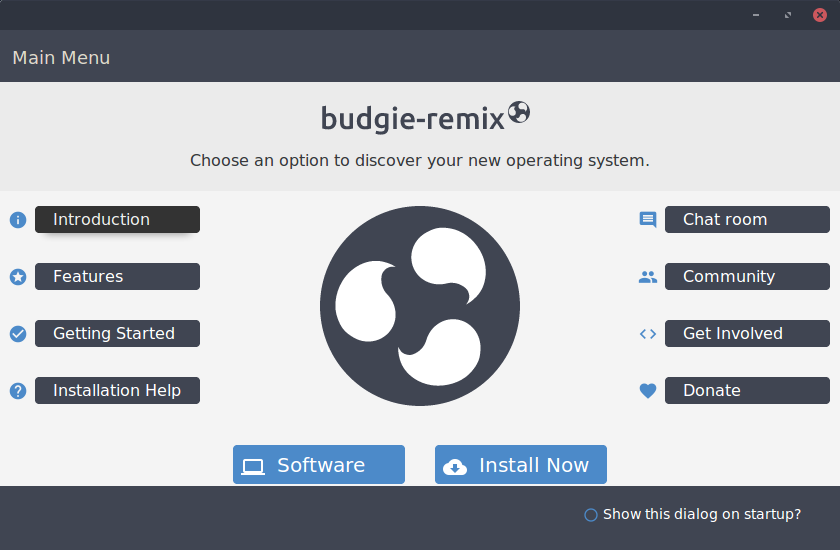 Main Menu
budgie-remix
Choose an option to discover your new operating system.
Introduction
Features
Getting Started
Installation Help
Chat room
Community
Get Involved
Donate
Software
Install Now
Show this dialog on startup?